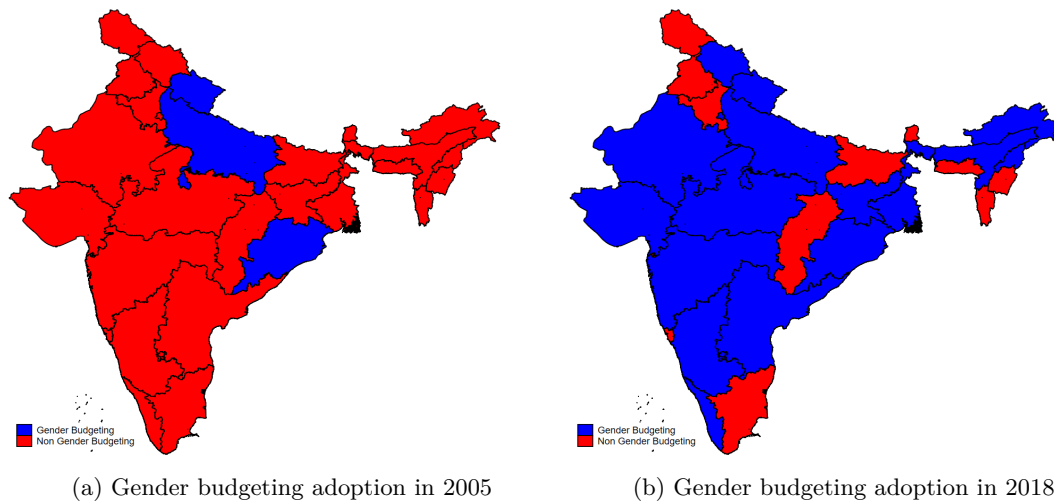 Gender Budgeting
Non Gender Budgeting
(a) Gender budgeting adoption in 2005
Gender Budgeting
Non Gender Budgeting
(b) Gender budgeting adoption in 2018